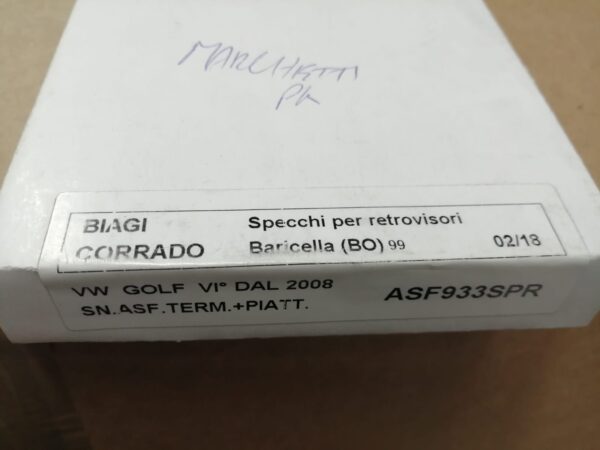 MARCHETTI
PR
BIAGI Specchi per retrovisori
CORRADO Baricella (BO) 99 02/18
VW GOLF VI° DAL 2008
SN.ASF.TERM.+PIATT. ASF933SPR